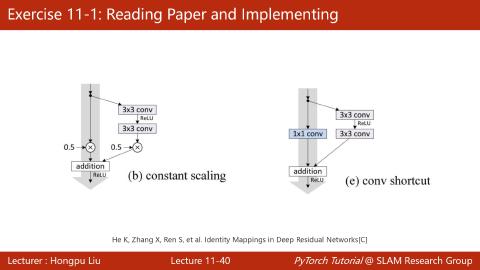 Exercise 11-1: Reading Paper and Implementing
3x3 conv
ReLU
3x3 conv
0.5
0.5
addition
ReLU
(b) constant scaling
3x3 conv
ReLU
1x1 conv
3x3 conv
addition
ReLU
(e) conv shortcut
He K, Zhang X, Ren S, et al. Identity Mappings in Deep Residual Networks[C]
Lecturer : Hongpu Liu
Lecture 11-40
PyTorch Tutorial @ SLAM Research Group